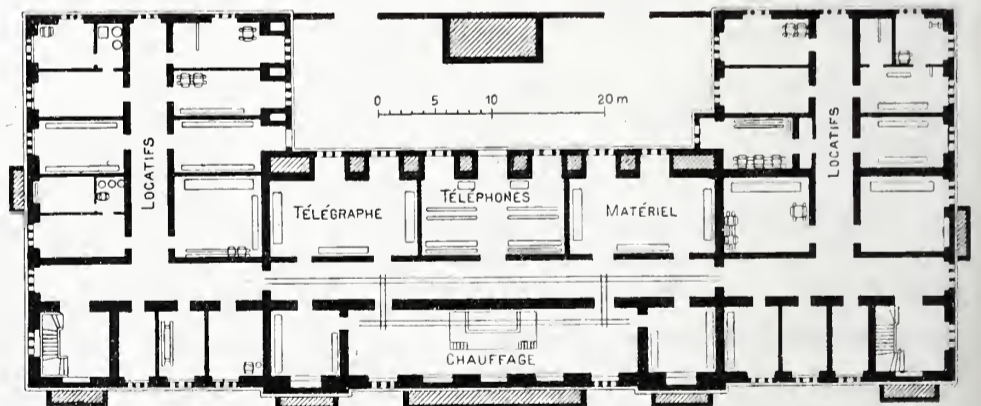 0 5 10 20 m
LOCATIFS
LOCATIFS
TÉLÉGRAPHE
TÉLÉPHONES
MATÉRIEL
CHAUFFAGE